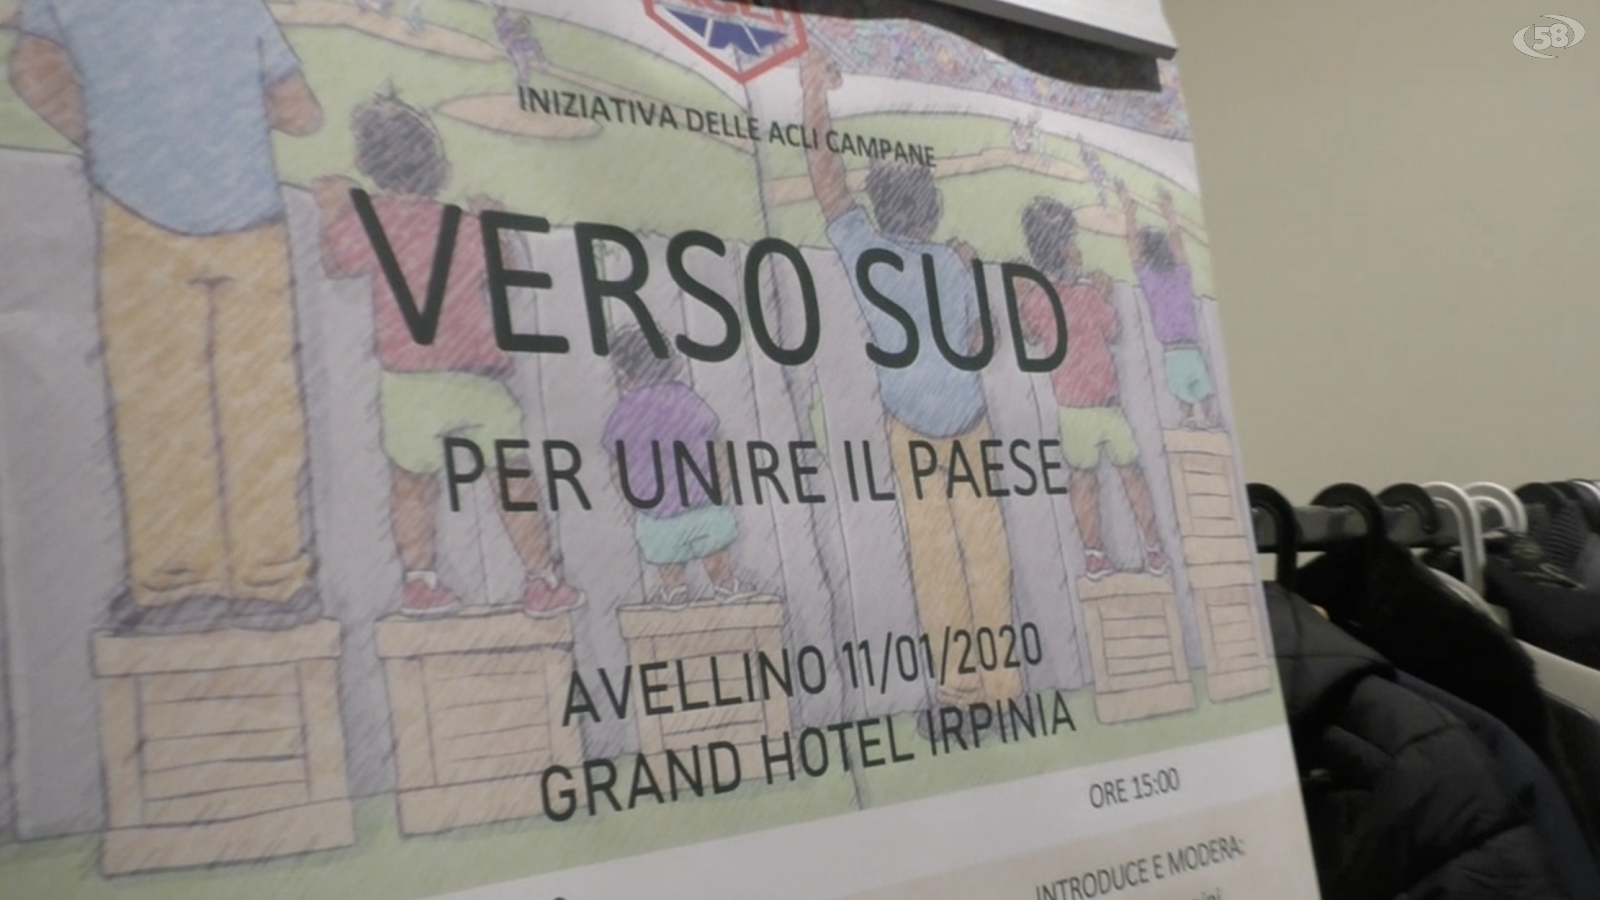 58
ACLI
INIZIATIVA DELLE ACLI CAMPANE
VERSO SUD
PER UNIRE IL PAESE
AVELLINO 11/01/2020
GRAND HOTEL IRPINIA
ORE 15:00
INTRODUCE E MODERA: